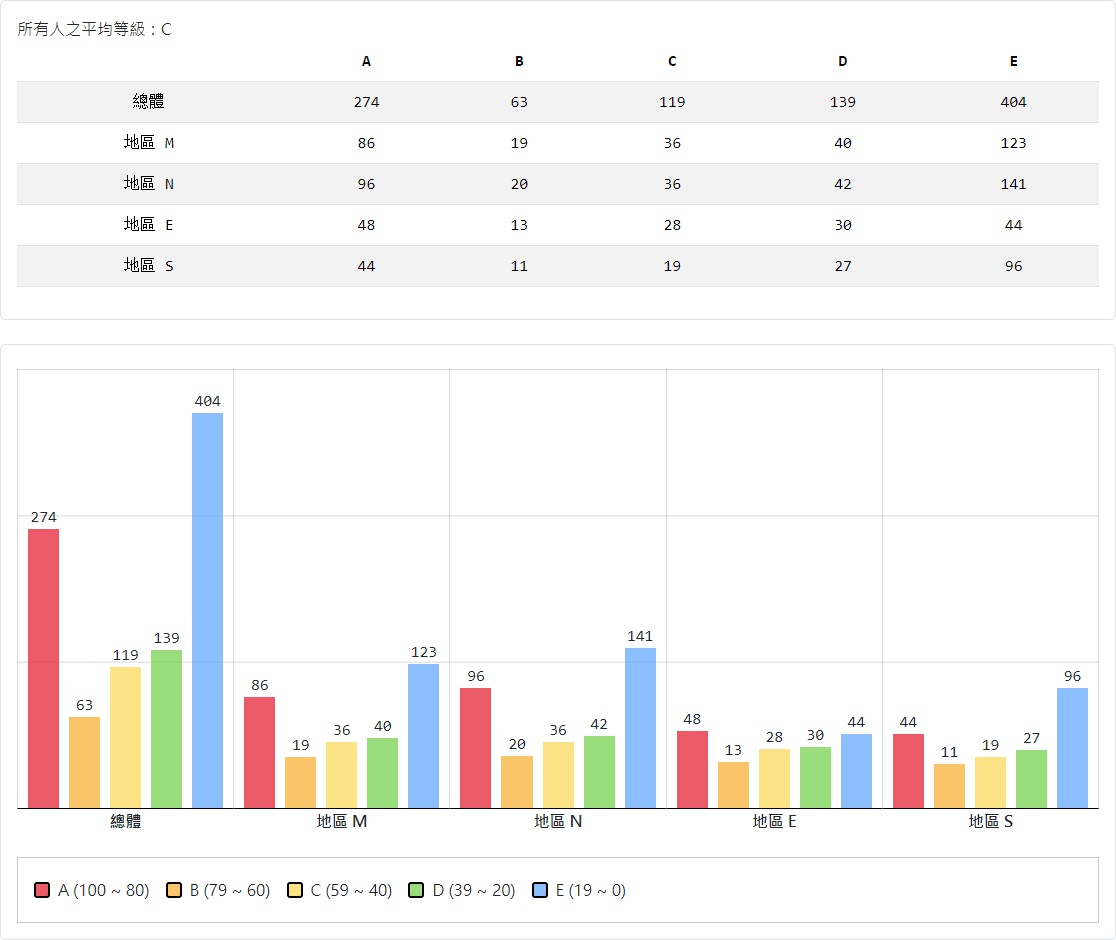 所有人之平均等級：C
A B C D E
總體 274 63 119 139 404
地區 M 86 19 36 40 123
地區 N 96 20 36 42 141
地區 E 48 13 28 30 44
地區 S 44 11 19 27 96
274 63 119 139 404
86 19 36 40 123
96 20 36 42 141
48 13 28 30 44
44 11 19 27 96
總體 地區 M 地區 N 地區 E 地區 S
A (100 ~ 80) B (79 ~ 60) C (59 ~ 40) D (39 ~ 20) E (19 ~ 0)